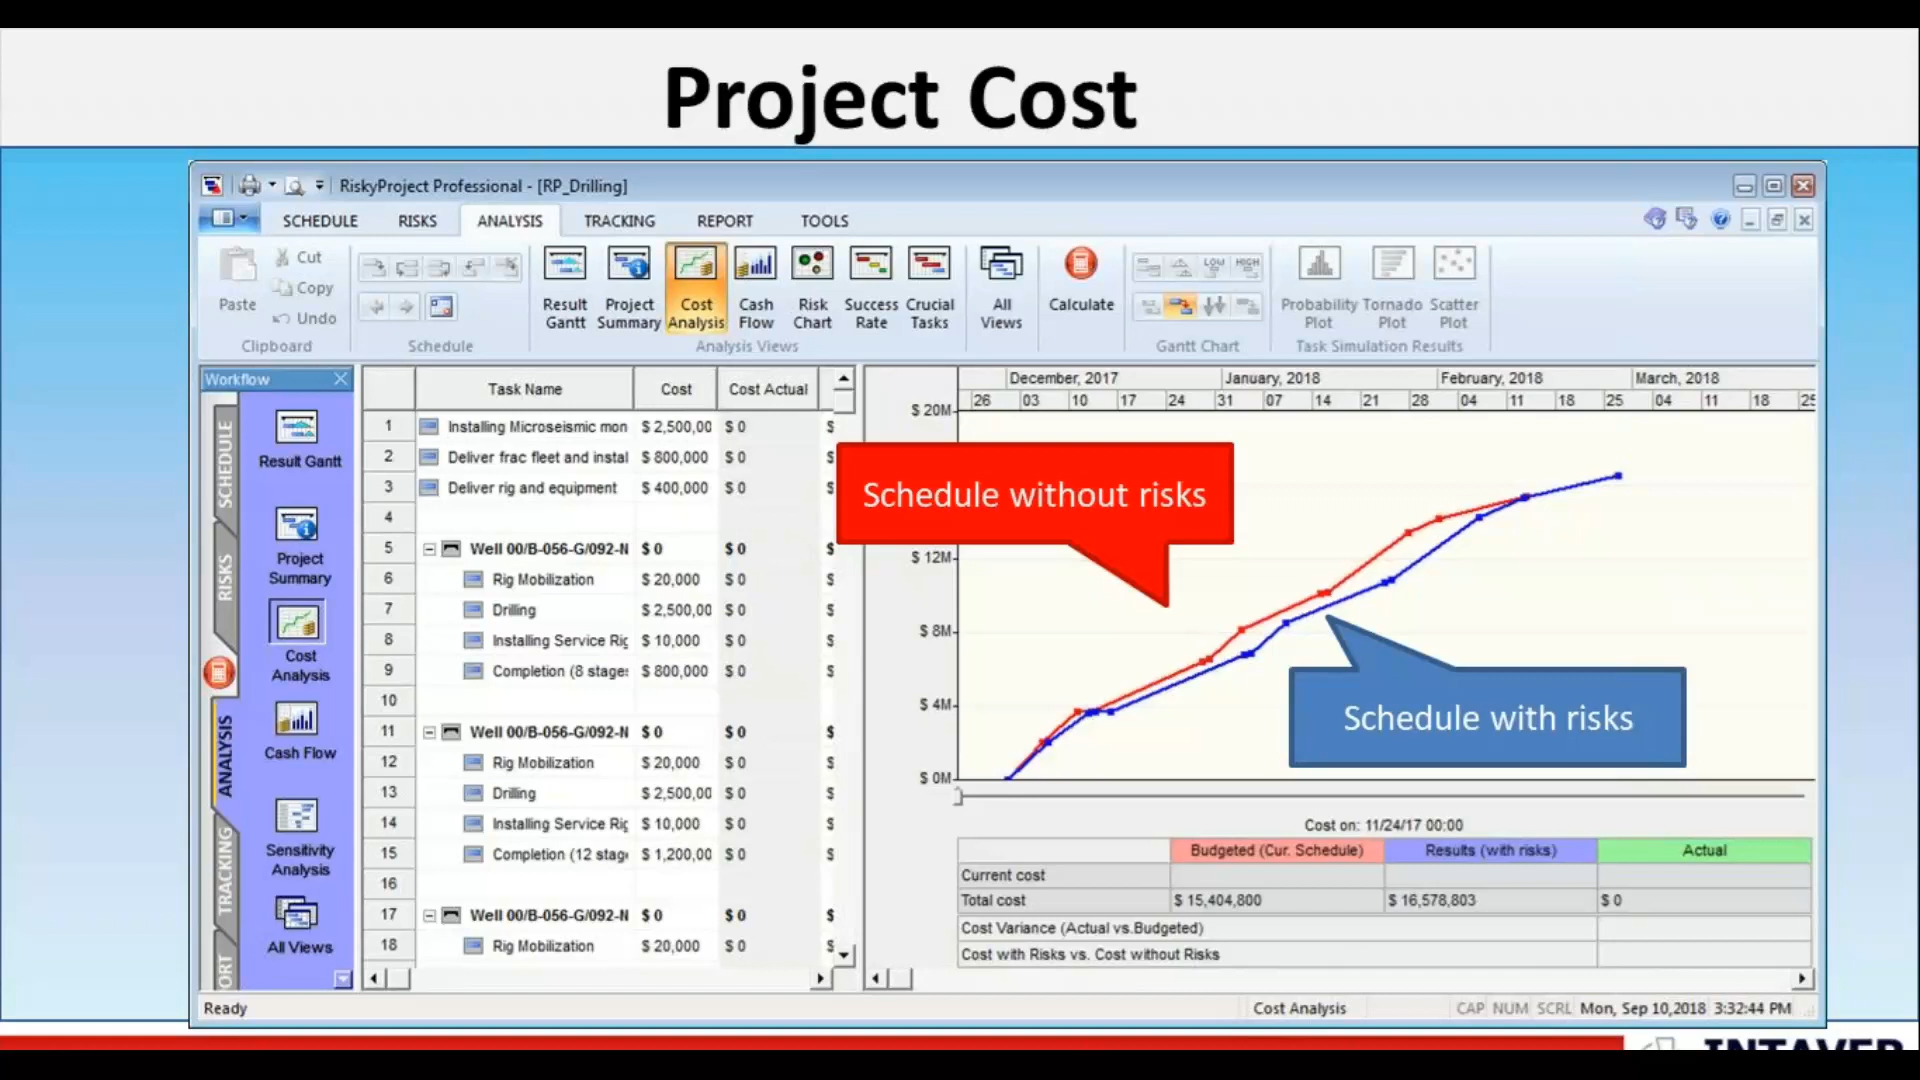 Project Cost
RiskyProject Professional - [RP_Drilling]
SCHEDULE RISKS ANALYSIS TRACKING REPORT TOOLS
Paste
Cut
Copy
Undo
Clipboard
Schedule
Result Gantt
Project Summary
Cost Analysis
Cash Flow
Risk Chart
Success Rate
Crucial Tasks
Analysis Views
All Views
Calculate
LOW HIGH
Gantt Chart
Probability Plot
Tornado Plot
Scatter Plot
Task Simulation Results
Workflow
SCHEDULE
RISKS
ANALYSIS
TRACKING
ORT
Result Gantt
Project Summary
Cost Analysis
Cash Flow
Sensitivity Analysis
All Views
Task Name Cost Cost Actual
1 Installing Microseismic mon $ 2,500,00 $ 0 $
2 Deliver frac fleet and instal $ 800,000 $ 0 $
3 Deliver rig and equipment $ 400,000 $ 0 $
4
5 Well 00/B-056-G/092-N $ 0 $ 0 $
6 Rig Mobilization $ 20,000 $ 0 $
7 Drilling $ 2,500,00 $ 0 $
8 Installing Service Rig $ 10,000 $ 0 $
9 Completion (8 stages $ 800,000 $ 0 $
10
11 Well 00/B-056-G/092-N $ 0 $ 0 $
12 Rig Mobilization $ 20,000 $ 0 $
13 Drilling $ 2,500,00 $ 0 $
14 Installing Service Rig $ 10,000 $ 0 $
15 Completion (12 stag $ 1,200,00 $ 0 $
16
17 Well 00/B-056-G/092-N $ 0 $ 0 $
18 Rig Mobilization $ 20,000 $ 0 $
December, 2017 January, 2018 February, 2018 March, 2018
26 03 10 17 24 31 07 14 21 28 04 11 18 25 04 11 18 25
$ 20M
$ 12M
$ 8M
$ 4M
$ 0M
Schedule without risks
Schedule with risks
Cost on: 11/24/17 00:00
Budgeted (Cur. Schedule) Results (with risks) Actual
Current cost
Total cost $ 15,404,800 $ 16,578,803 $ 0
Cost Variance (Actual vs.Budgeted)
Cost with Risks vs. Cost without Risks
Ready Cost Analysis CAP NUM SCRL Mon, Sep 10,2018 3:32:44 PM
INTAVER